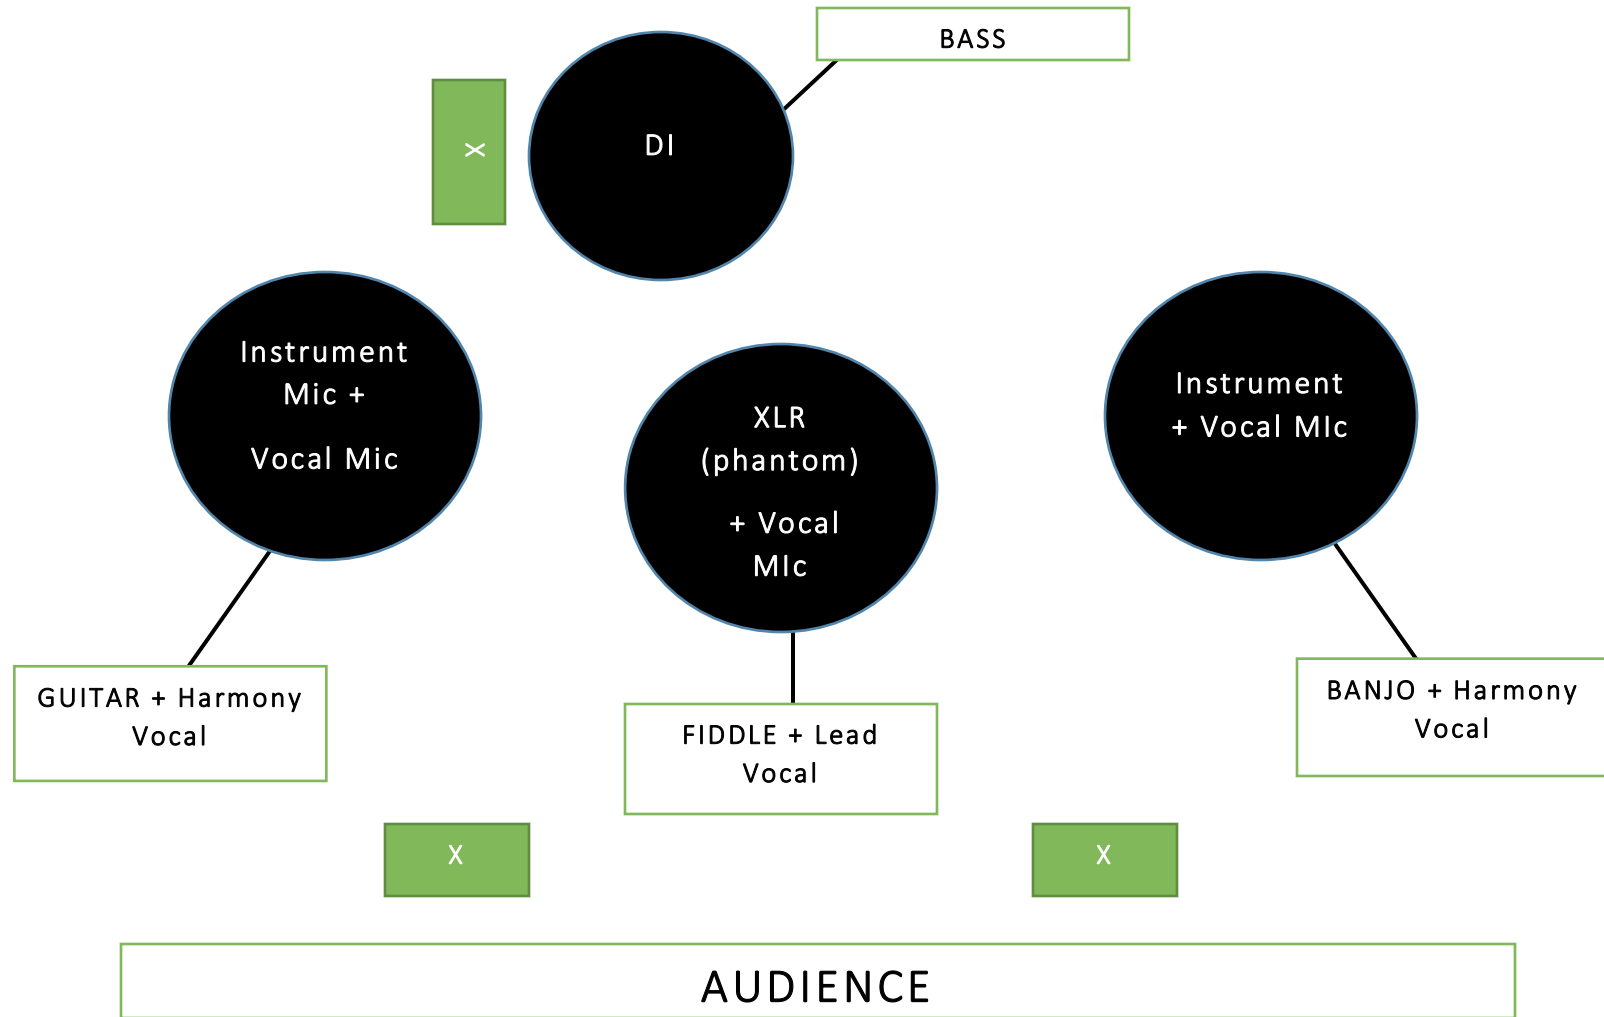 BASS
DI
X
Instrument
Mic +
Vocal Mic
Instrument
+ Vocal MIc
XLR
(phantom)
+ Vocal
MIc
GUITAR + Harmony
Vocal
FIDDLE + Lead
Vocal
BANJO + Harmony
Vocal
X
X
AUDIENCE